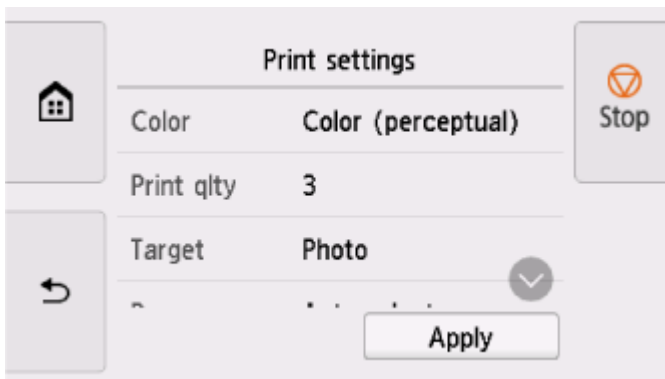 Print settings
Stop
Color Color (perceptual)
Print qlty 3
Target Photo
Apply